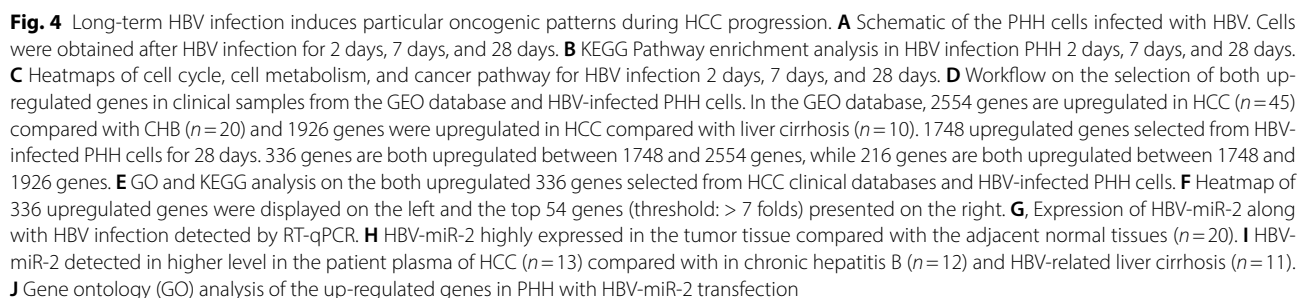 Fig. 4 Long-term HBV infection induces particular oncogenic patterns during HCC progression. A Schematic of the PHH cells infected with HBV. Cells
were obtained after HBV infection for 2 days, 7 days, and 28 days. B KEGG Pathway enrichment analysis in HBV infection PHH 2 days, 7 days, and 28 days.
C Heatmaps of cell cycle, cell metabolism, and cancer pathway for HBV infection 2 days, 7 days, and 28 days. D Workflow on the selection of both up-
regulated genes in clinical samples from the GEO database and HBV-infected PHH cells. In the GEO database, 2554 genes are upregulated in HCC (n=45)
compared with CHB (n=20) and 1926 genes were upregulated in HCC compared with liver cirrhosis (n=10). 1748 upregulated genes selected from HBV-
infected PHH cells for 28 days. 336 genes are both upregulated between 1748 and 2554 genes, while 216 genes are both upregulated between 1748 and
1926 genes. E GO and KEGG analysis on the both upregulated 336 genes selected from HCC clinical databases and HBV-infected PHH cells. F Heatmap of
336 upregulated genes were displayed on the left and the top 54 genes (threshold: > 7 folds) presented on the right. G, Expression of HBV-miR-2 along
with HBV infection detected by RT-qPCR. H HBV-miR-2 highly expressed in the tumor tissue compared with the adjacent normal tissues (n=20). I HBV-
miR-2 detected in higher level in the patient plasma of HCC (n=13) compared with in chronic hepatitis B (n=12) and HBV-related liver cirrhosis (n=11).
J Gene ontology (GO) analysis of the up-regulated genes in PHH with HBV-miR-2 transfection